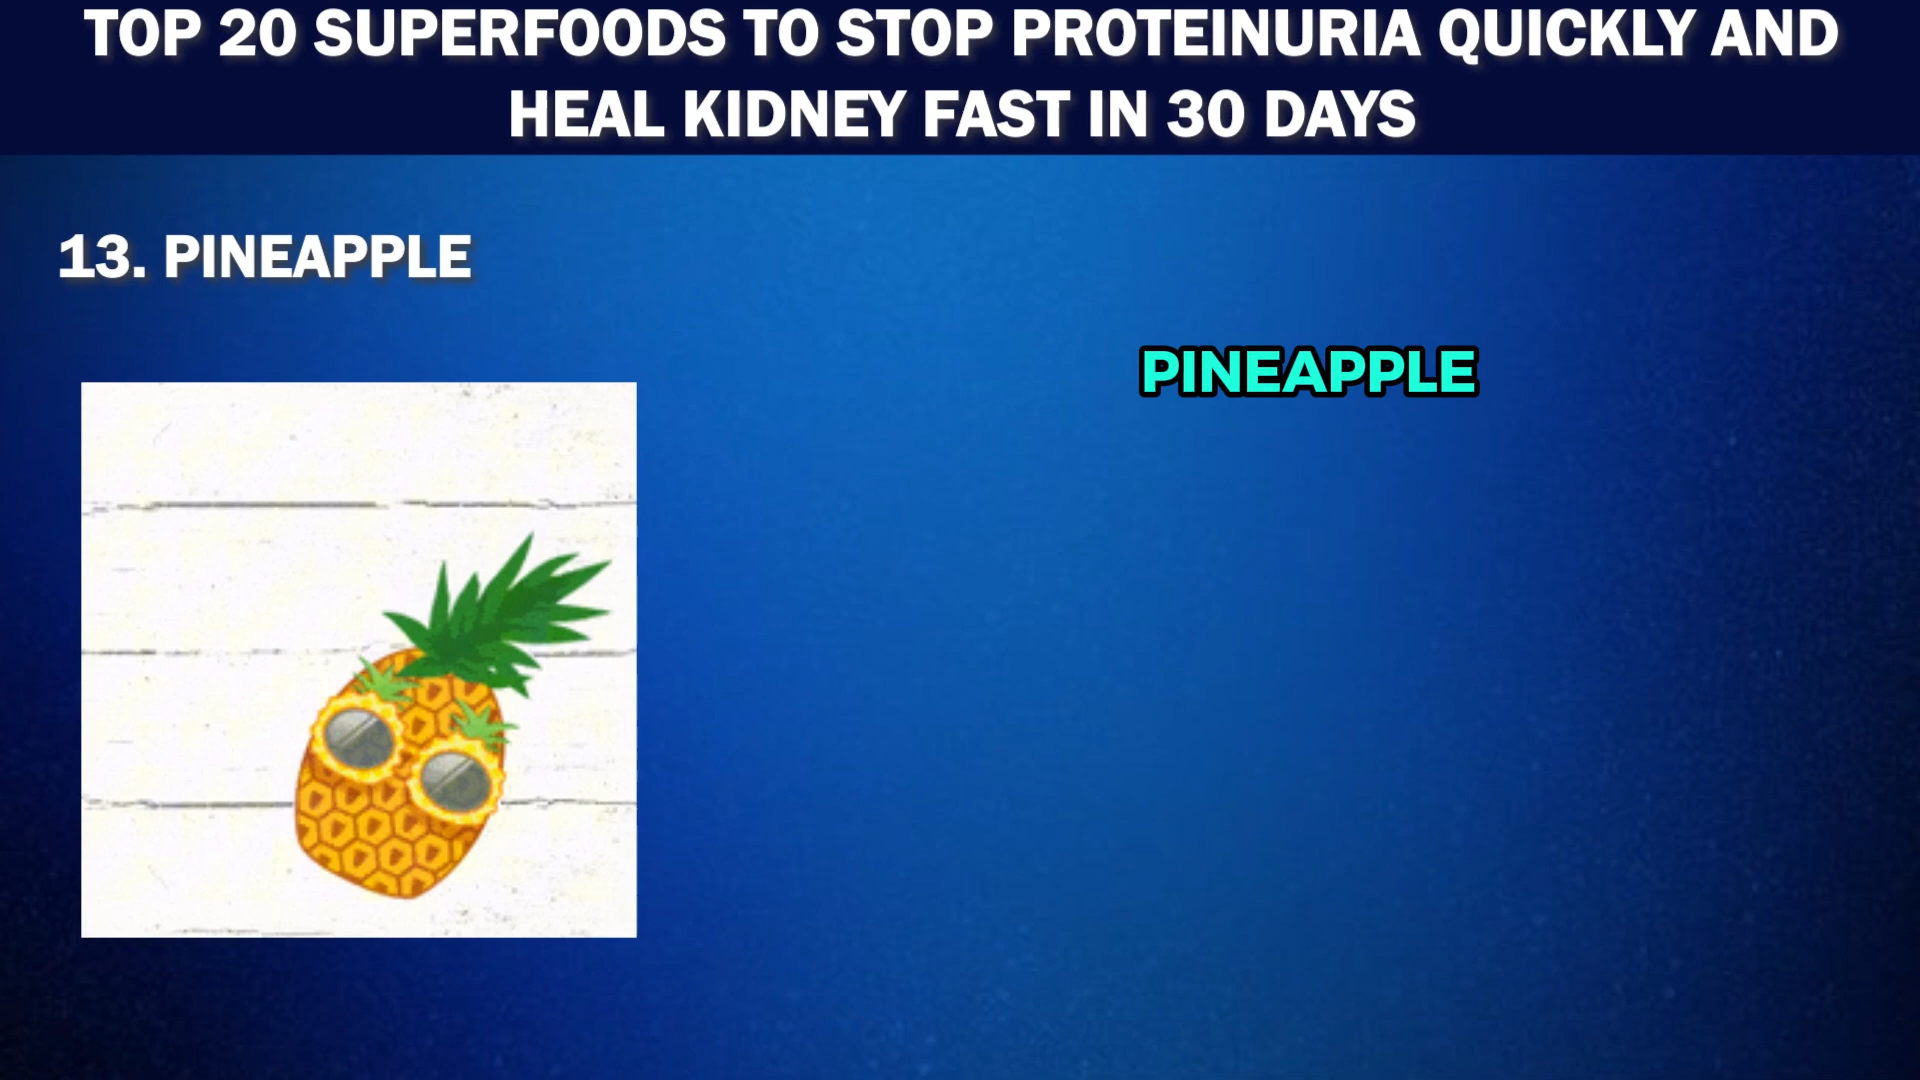 TOP 20 SUPERFOODS TO STOP PROTEINURIA QUICKLY AND
HEAL KIDNEY FAST IN 30 DAYS
13. PINEAPPLE
PINEAPPLE